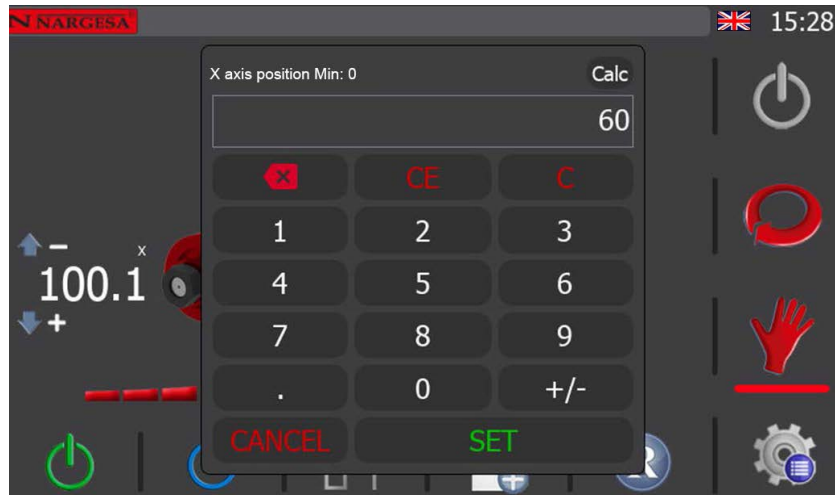 NARGESA
15:28
X axis position Min: 0
Calc
60
CE C
1 2 3
4 5 6
7 8 9
. 0 +/-
CANCEL SET
x
100.1
R